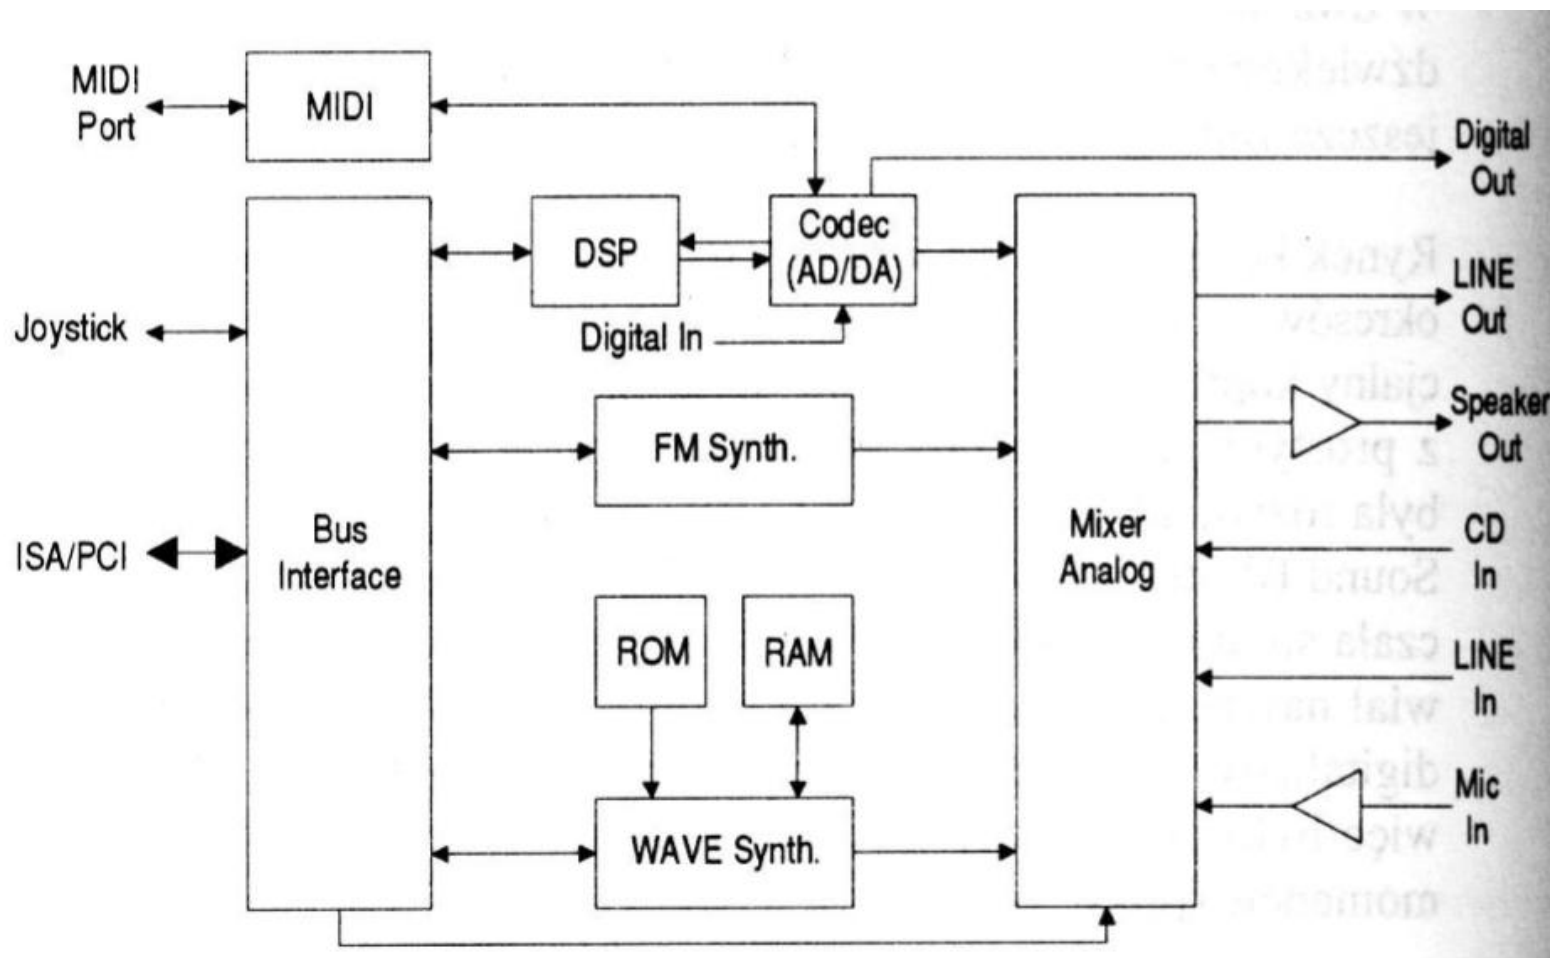 MIDI
Port
MIDI
Digital
Out
DSP
Codec
(AD/DA)
Digital In
LINE
Out
Joystick
FM Synth.
Speaker
Out
ISA/PCI
Bus
Interface
Mixer
Analog
CD
In
ROM
RAM
LINE
In
WAVE Synth.
Mic
In